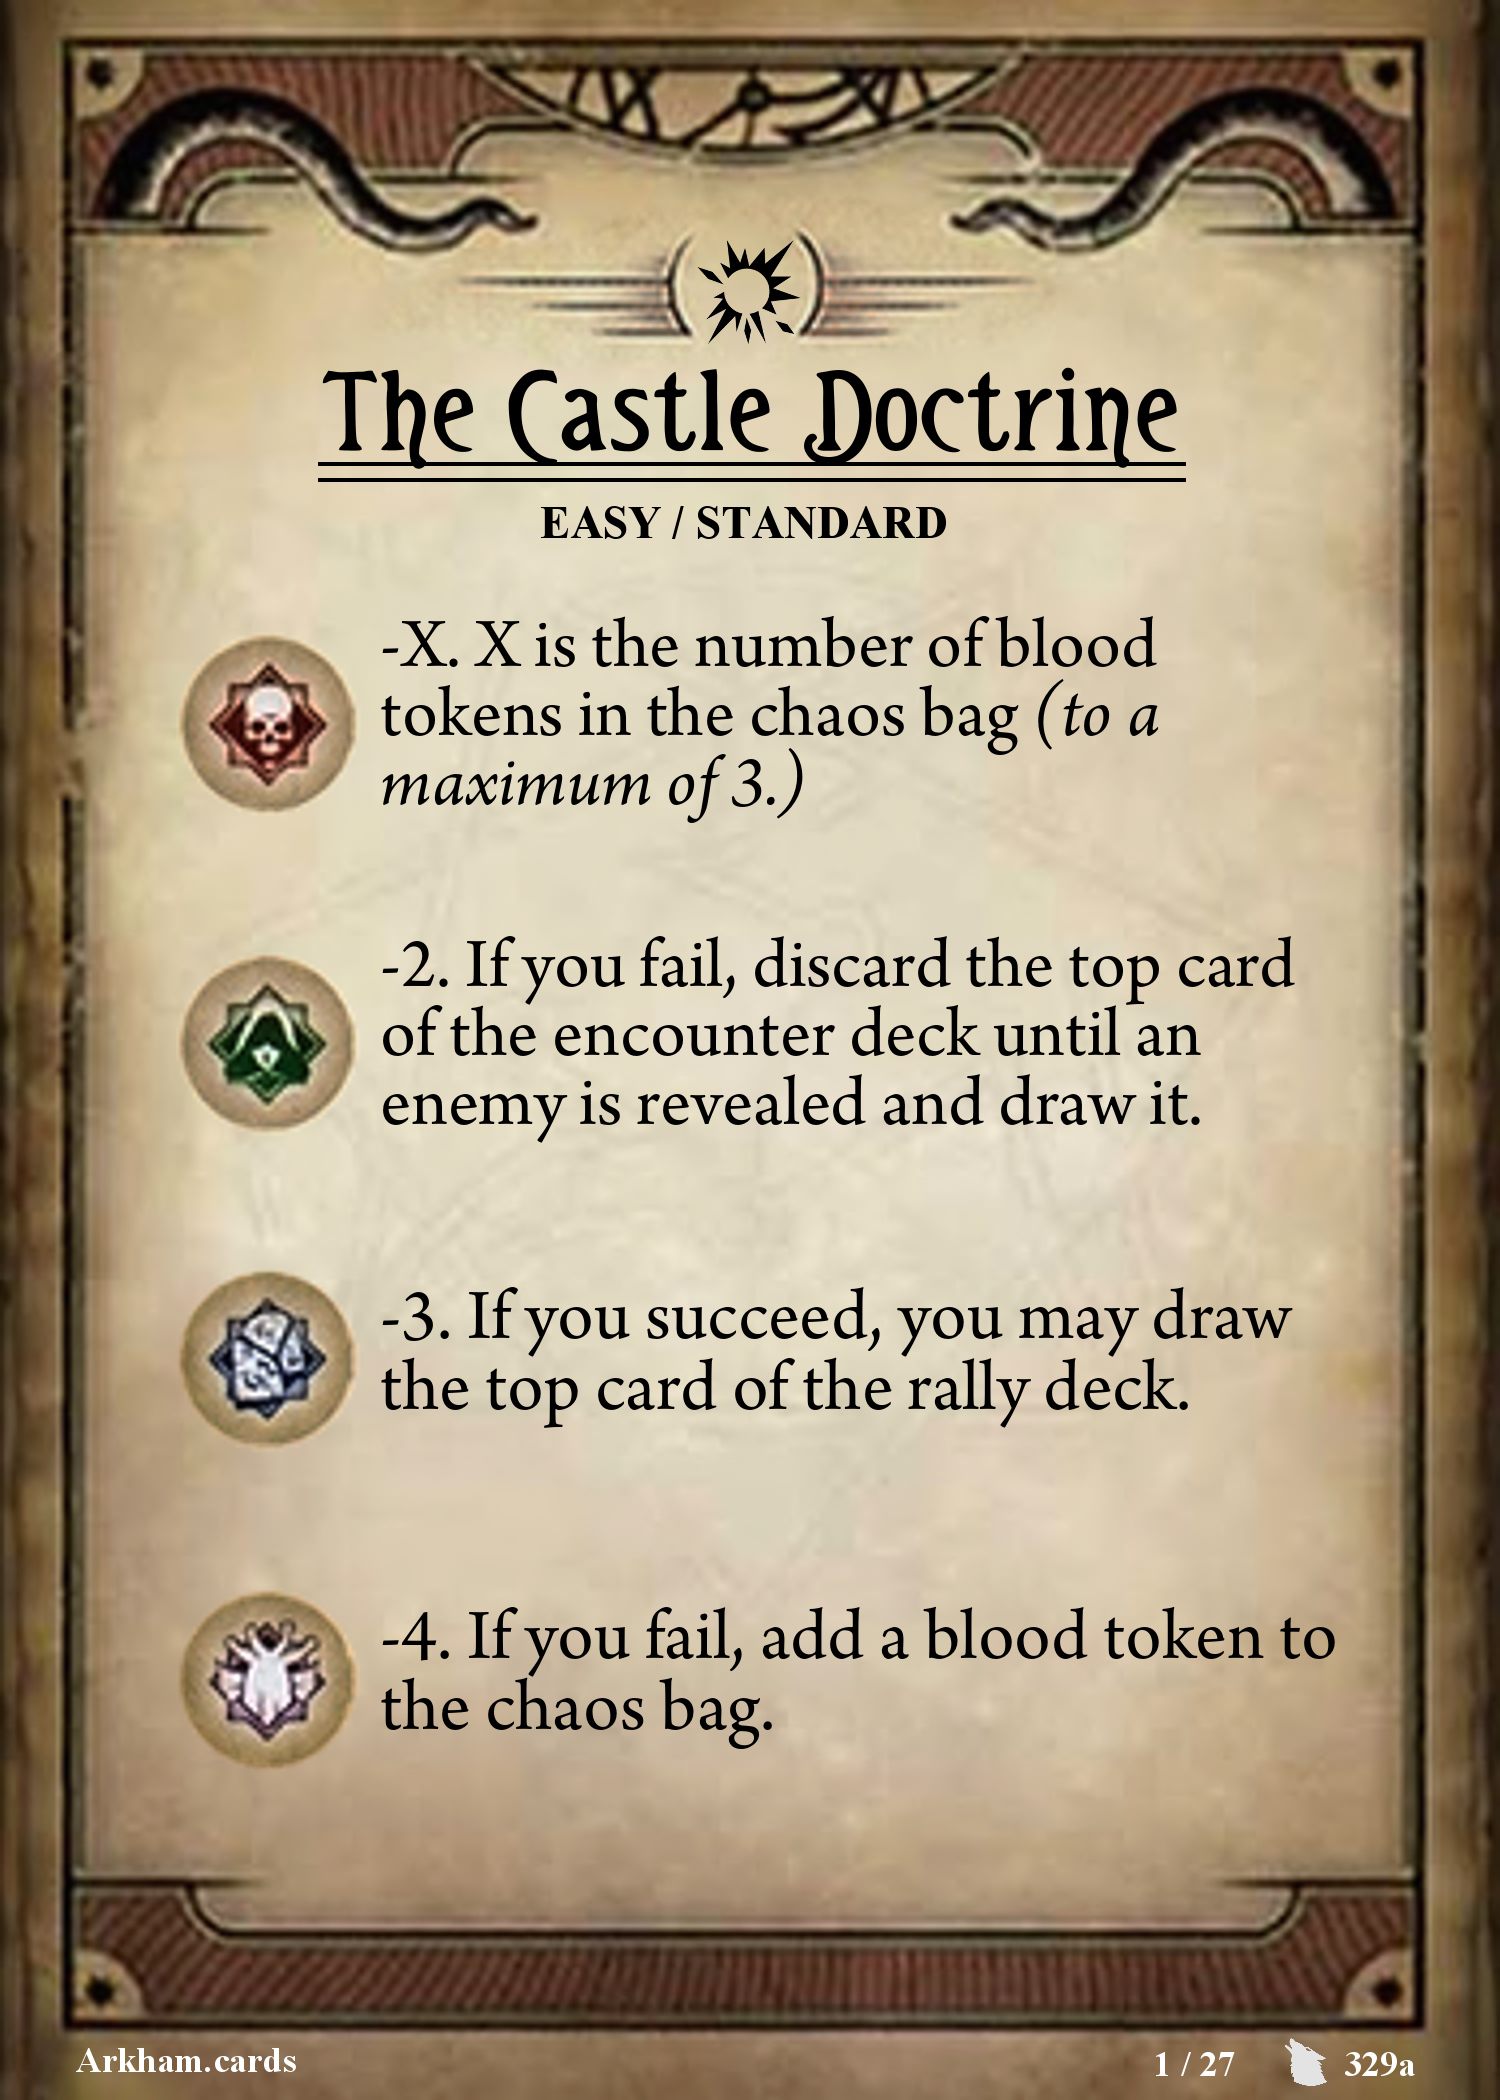 The Castle Doctrine
EASY / STANDARD
-X. X is the number of blood
tokens in the chaos bag (to a
maximum of 3.)
-2. If you fail, discard the top card
of the encounter deck until an
enemy is revealed and draw it.
-3. If you succeed, you may draw
the top card of the rally deck.
-4. If you fail, add a blood token to
the chaos bag.
Arkham.cards
1 / 27
329a